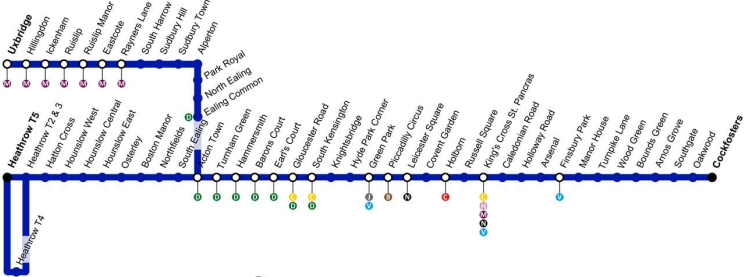 Uxbridge
Hillingdon
Ickenham
Ruislip
Ruislip Manor
Eastcote
Rayners Lane
South Harrow
Sudbury Hill
Sudbury Town
Alperton
M
M
M
M
M
M
M
Park Royal
North Ealing
D
Ealing Common
Heathrow T5
Heathrow T2 & 3
Hatton Cross
Hounslow West
Hounslow Central
Hounslow East
Osterley
Boston Manor
Northfields
South Ealing
Acton Town
Turnham Green
Hammersmith
Barons Court
Earl's Court
Gloucester Road
South Kensington
Knightsbridge
Hyde Park Corner
Green Park
Piccadilly Circus
Leicester Square
Covent Garden
Holborn
Russell Square
King's Cross St. Pancras
Caledonian Road
Holloway Road
Arsenal
Finsbury Park
Manor House
Turnpike Lane
Wood Green
Bounds Green
Arnos Grove
Southgate
Oakwood
Cockfosters
D
D
D
D
D
C
D
C
D
J
V
B
N
C
C
H
M
N
V
V
Heathrow T4